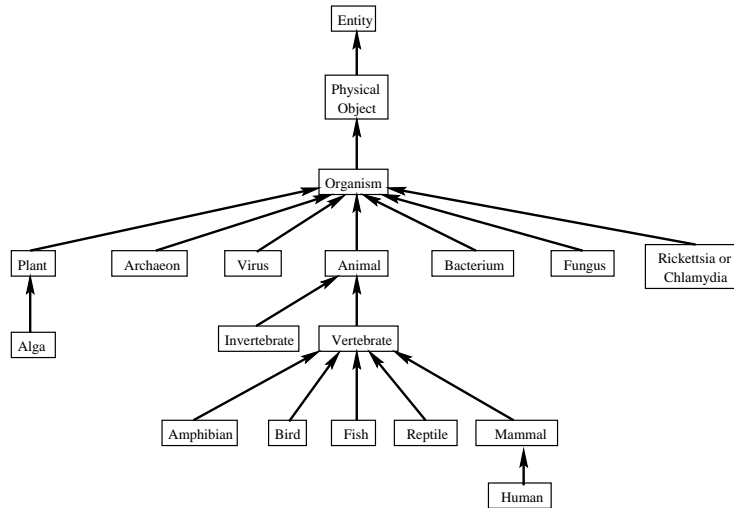 Entity
Physical
Object
Organism
Plant
Archaeon
Virus
Animal
Bacterium
Fungus
Rickettsia or
Chlamydia
Alga
Invertebrate
Vertebrate
Amphibian
Bird
Fish
Reptile
Mammal
Human